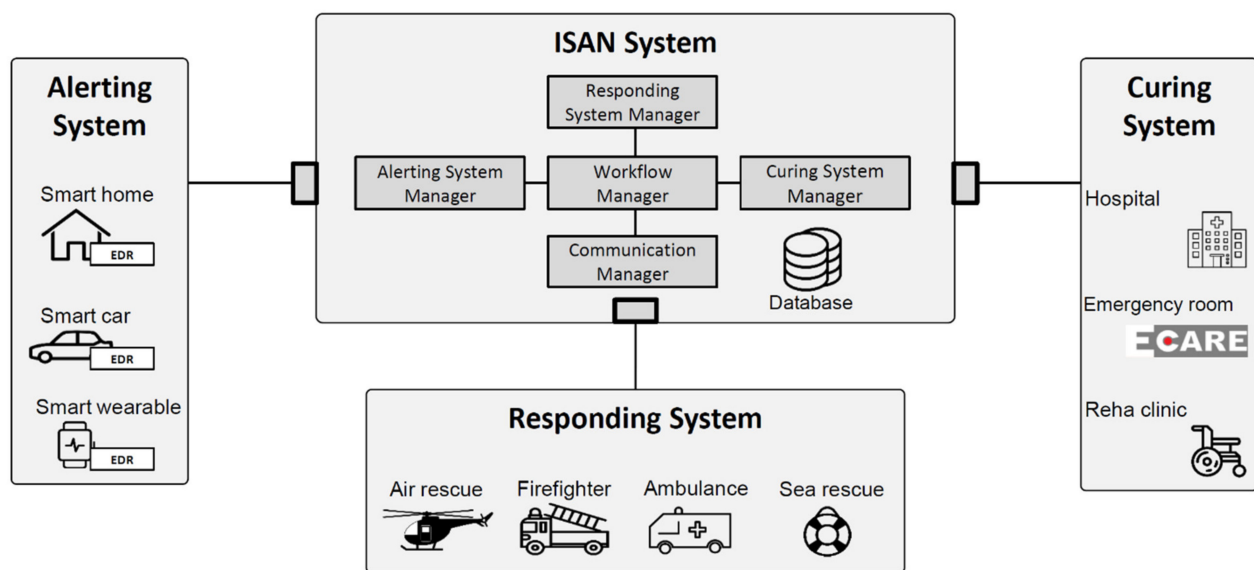 Alerting
System
Smart home
EDR
Smart car
EDR
Smart wearable
EDR
ISAN System
Responding
System Manager
Alerting System
Manager
Workflow
Manager
Curing System
Manager
Communication
Manager
Database
Responding System
Air rescue
Firefighter
Ambulance
Sea rescue
Curing
System
Hospital
Emergency room
E CARE
Reha clinic